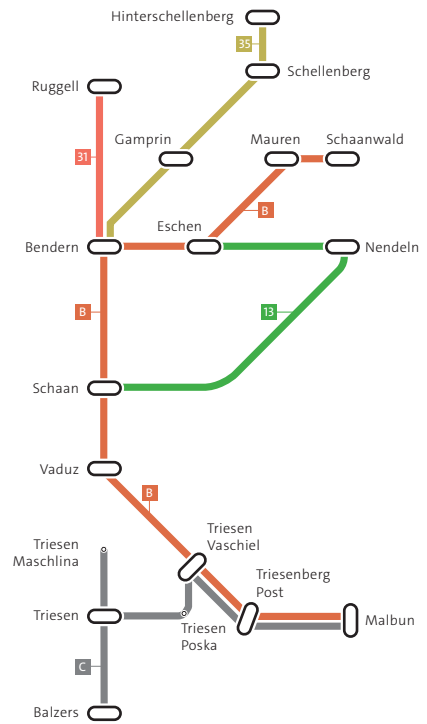 Hinterschellenberg
35
Schellenberg
Ruggell
Gamprin
Mauren
Schaanwald
31
B
Eschen
Bendern
Nendeln
B
13
Schaan
Vaduz
B
Triesen
Vaschiel
Triesen
Maschlina
Triesenberg
Post
Triesen
Malbun
Triesen
Poska
C
Balzers